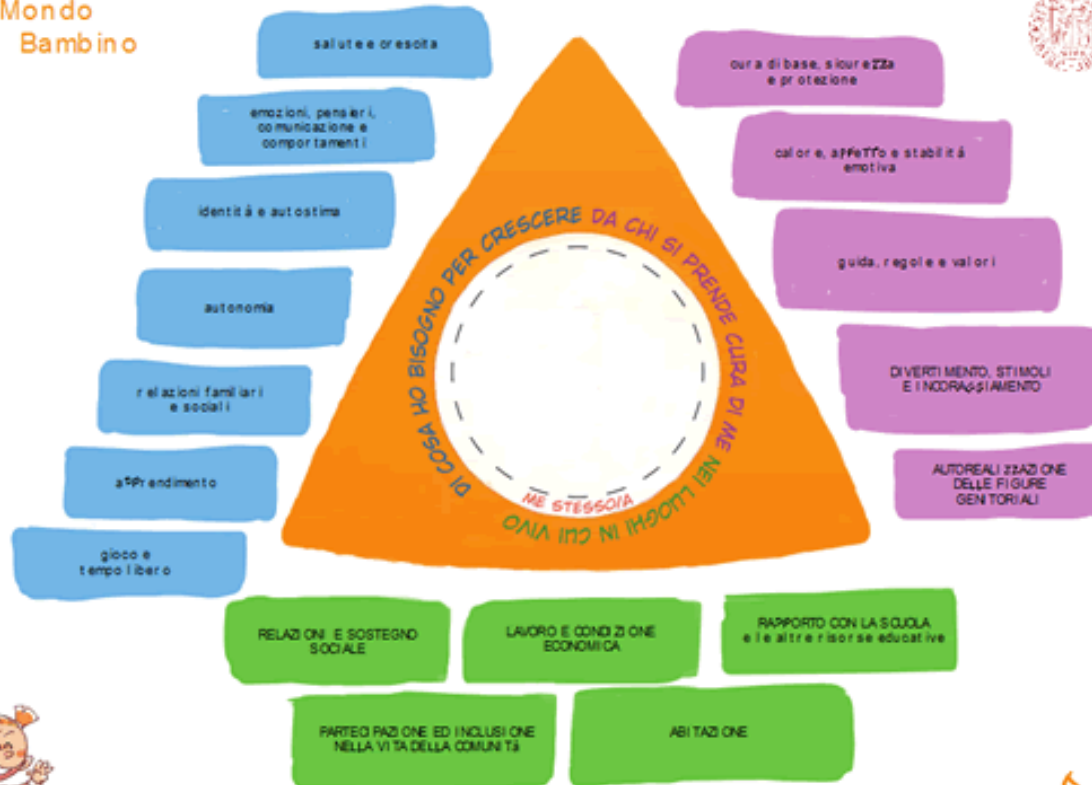 Mondo
Bambino
salute e crescita
emozioni, pensieri,
comunicazione e
comportamenti
identità e autostima
autonomia
relazioni familiari
e sociali
apprendimento
gioco e
tempo libero
cura di base, sicurezza
e protezione
calore, affetto e stabilità
emotiva
guida, regole e valori
DIVERTIMENTO, STIMOLI
E INCORAGGIAMENTO
AUTOREALIZZAZIONE
DELLE FIGURE
GENITORIALI
DI COSA HO BISOGNO PER CRESCERE
DA CHI SI PRENDE CURA DI ME
NEI LUOGHI IN CUI VIVO
ME STESSO/A
RELAZIONI E SOSTEGNO
SOCIALE
LAVORO E CONDIZIONE
ECONOMICA
RAPPORTO CON LA SCUOLA
e le altre risorse educative
PARTECIPAZIONE ED INCLUSIONE
NELLA VITA DELLA COMUNITà
ABITAZIONE